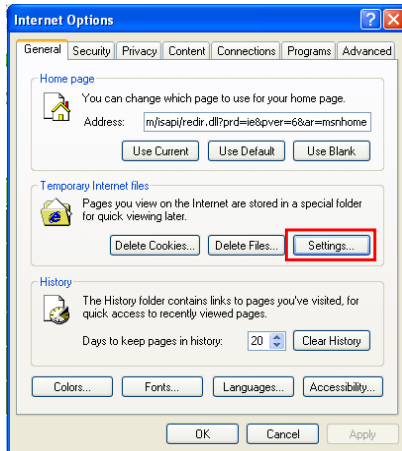 Internet Options
General Security Privacy Content Connections Programs Advanced
Home page
You can change which page to use for your home page.
Address: m/isapi/redir.dll?prd=ie&pver=6&ar=msnhome
Use Current Use Default Use Blank
Temporary Internet files
Pages you view on the Internet are stored in a special folder
for quick viewing later.
Delete Cookies... Delete Files... Settings...
History
The History folder contains links to pages you've visited, for
quick access to recently viewed pages.
Days to keep pages in history: 20 Clear History
Colors... Fonts... Languages... Accessibility...
OK Cancel Apply